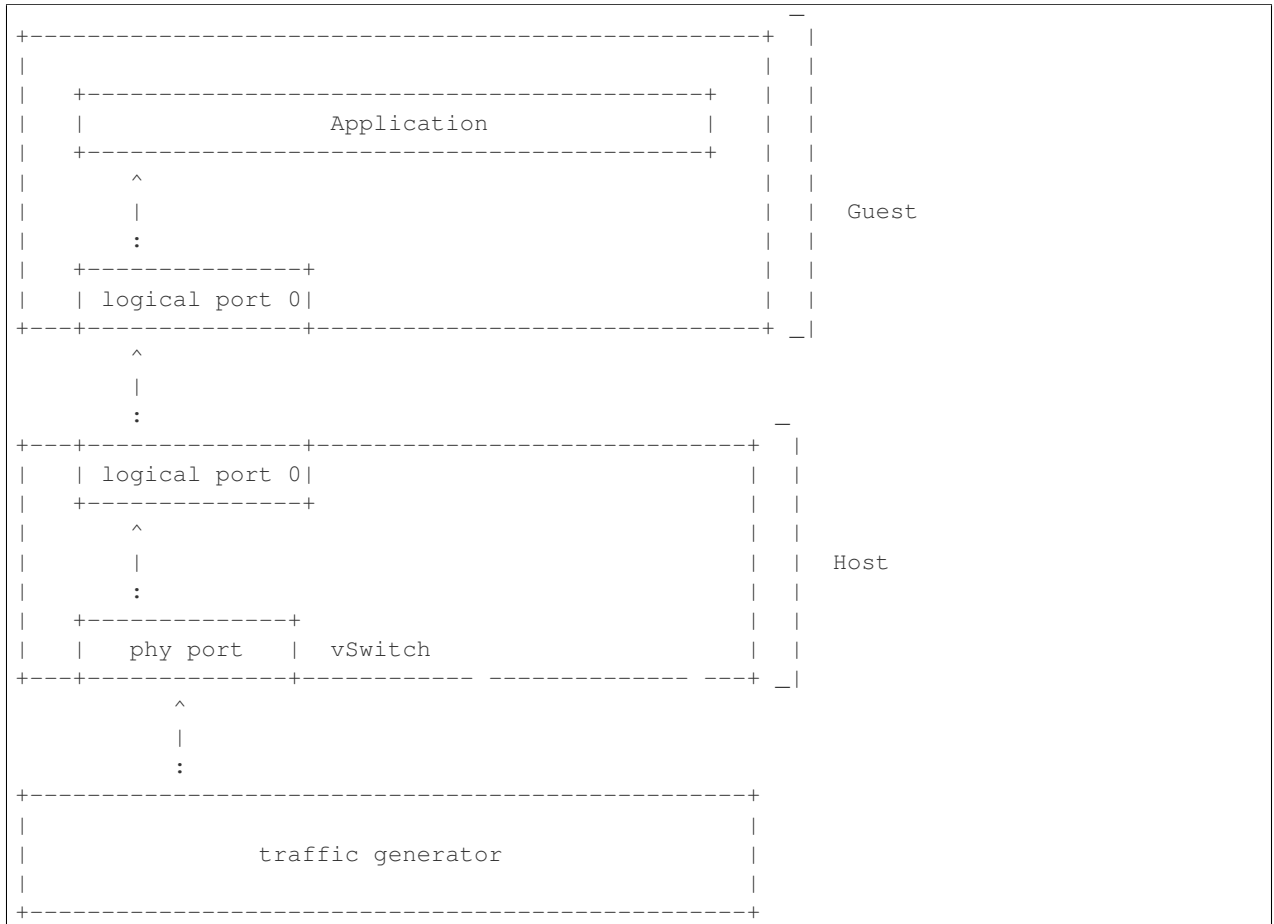 Application
Guest
logical port 0
logical port 0
Host
phy port vSwitch
traffic generator